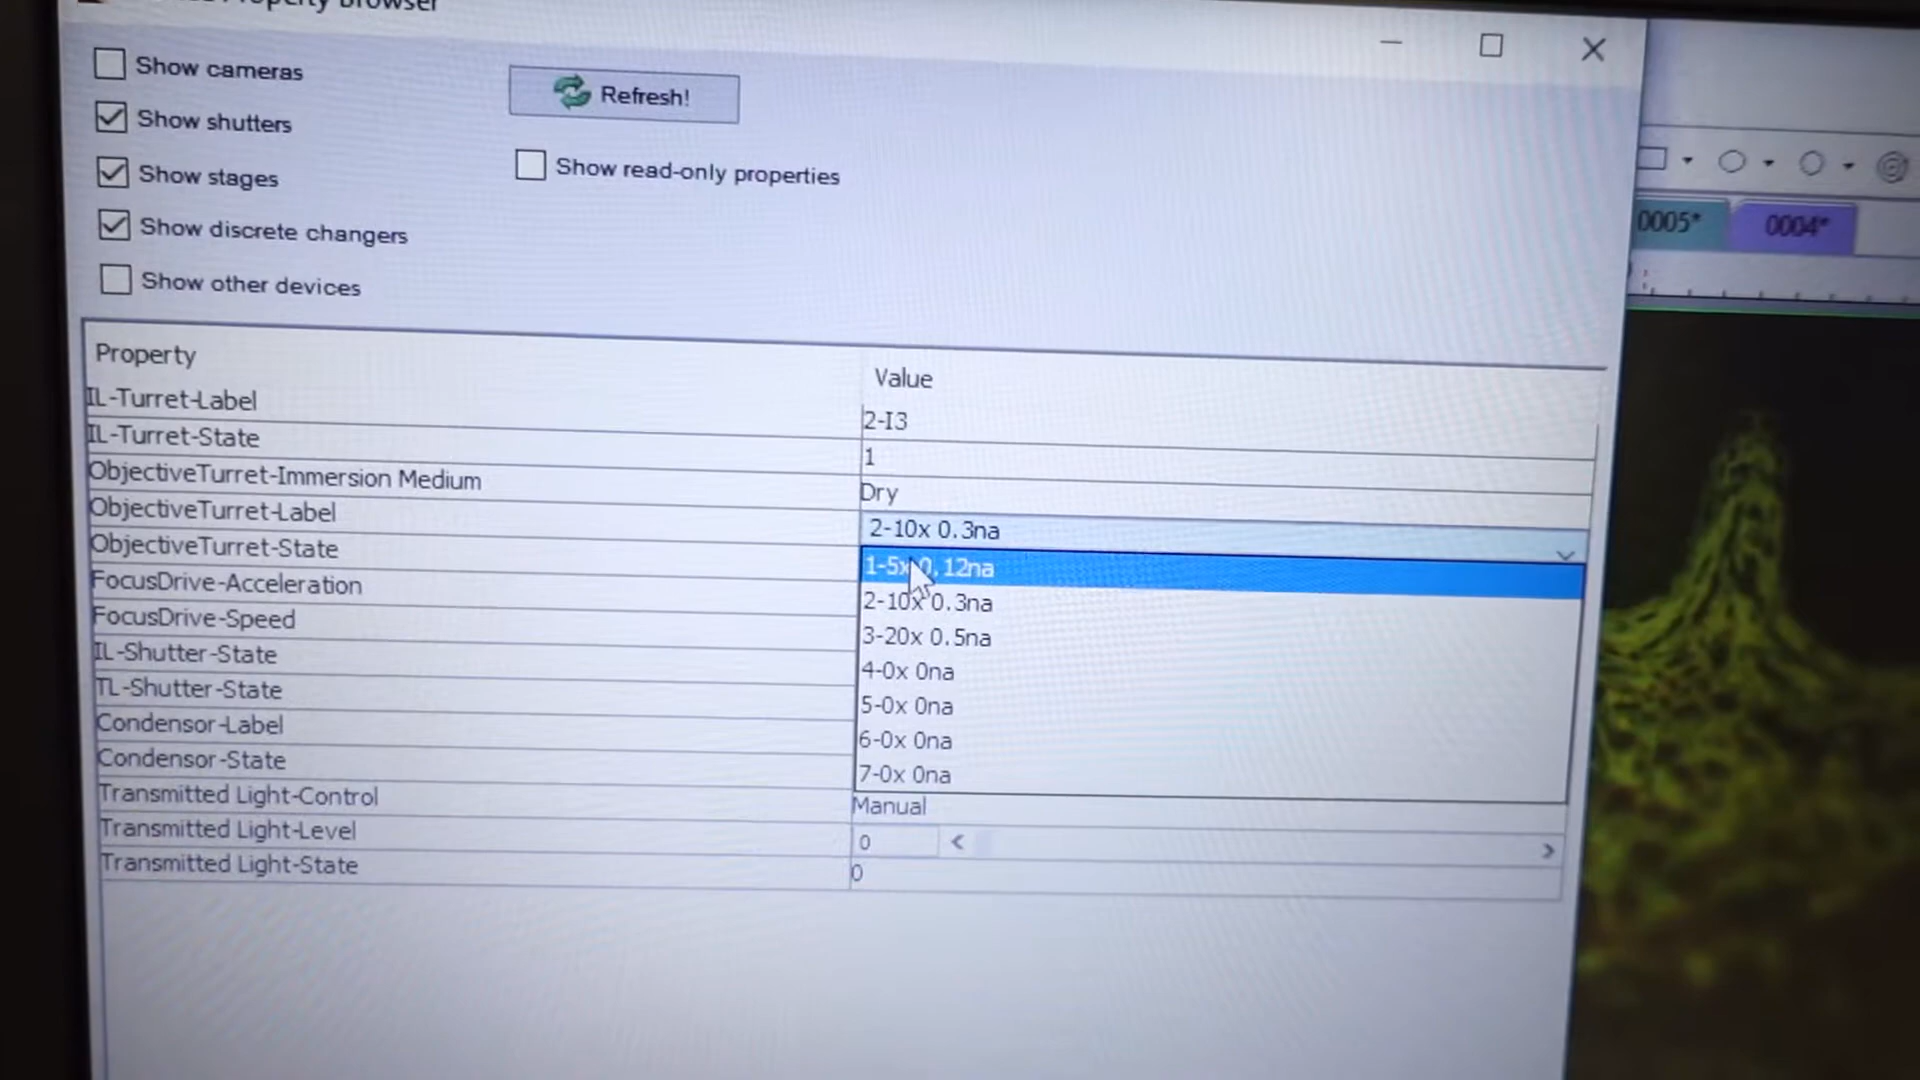 Property Browser
Show cameras
Refresh!
Show shutters
Show read-only properties
Show stages
Show discrete changers
Show other devices
0005*
0004*
Property
Value
IL-Turret-Label
2-I3
IL-Turret-State
1
ObjectiveTurret-Immersion Medium
Dry
ObjectiveTurret-Label
2-10x 0.3na
ObjectiveTurret-State
1-5x 0.12na
2-10x 0.3na
3-20x 0.5na
4-0x 0na
5-0x 0na
6-0x 0na
7-0x 0na
FocusDrive-Acceleration
FocusDrive-Speed
IL-Shutter-State
TL-Shutter-State
Condensor-Label
Condensor-State
Transmitted Light-Control
Manual
Transmitted Light-Level
0
Transmitted Light-State
0